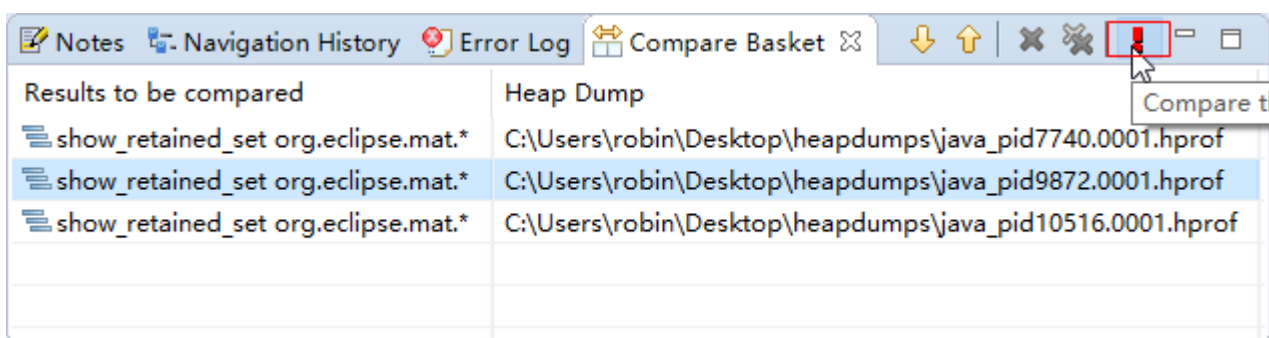 Notes Navigation History Error Log Compare Basket
Results to be compared Heap Dump
Compare t
show_retained_set org.eclipse.mat.* C:\Users\robin\Desktop\heapdumps\java_pid7740.0001.hprof
show_retained_set org.eclipse.mat.* C:\Users\robin\Desktop\heapdumps\java_pid9872.0001.hprof
show_retained_set org.eclipse.mat.* C:\Users\robin\Desktop\heapdumps\java_pid10516.0001.hprof